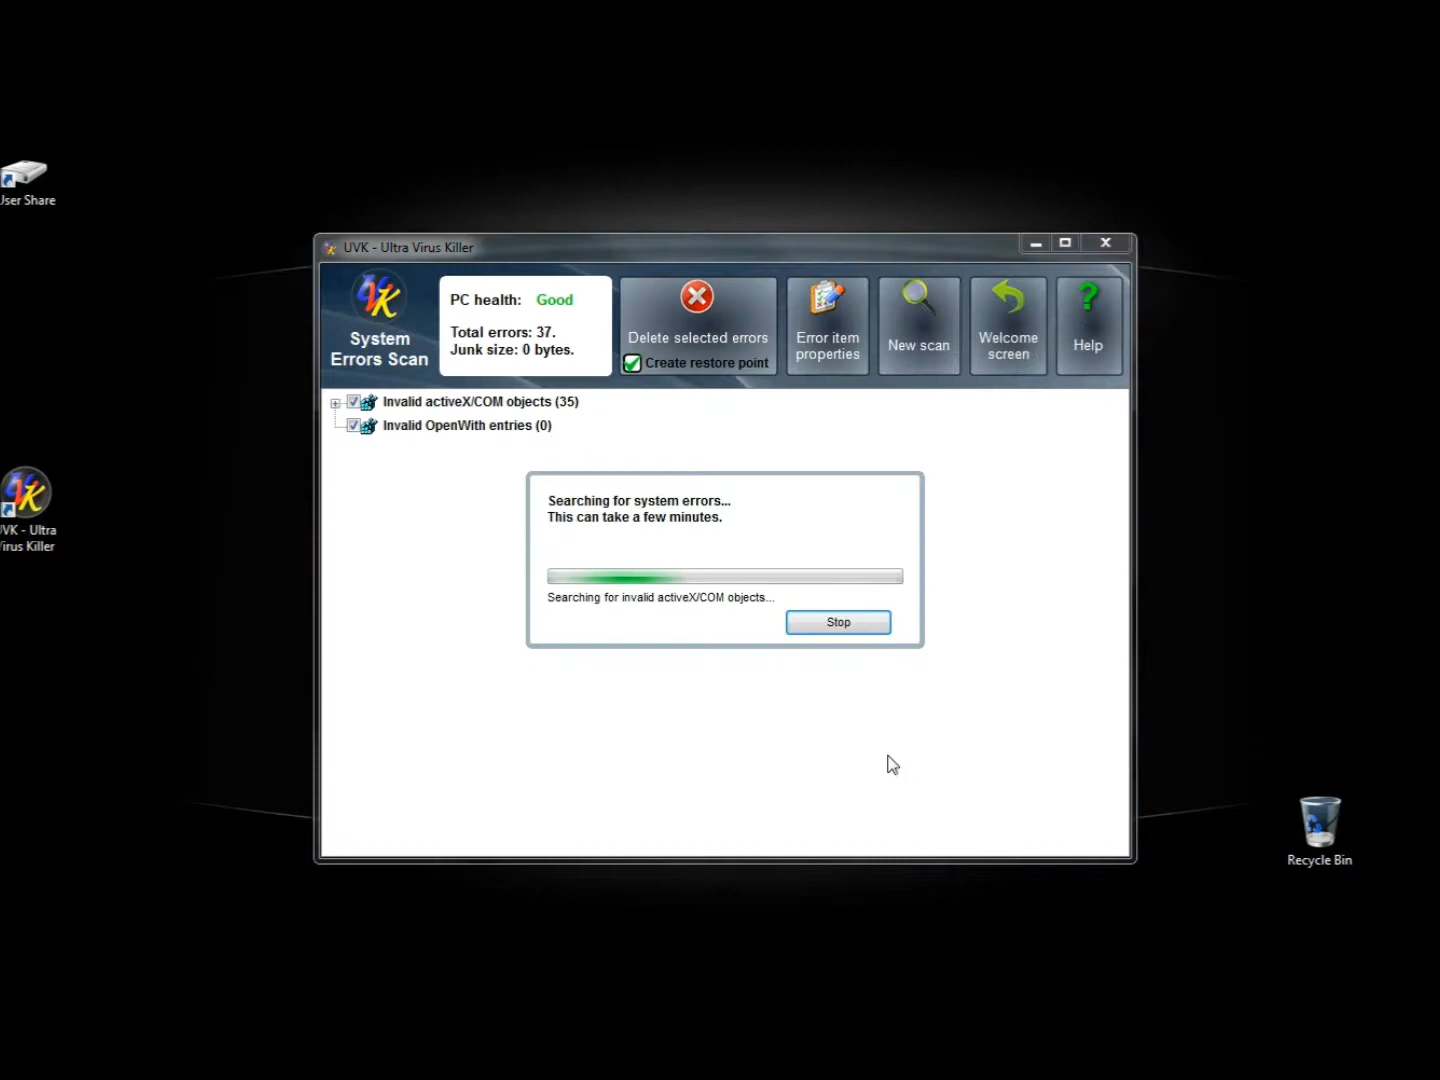 User Share
UVK - Ultra Virus Killer
System
Errors Scan
PC health: Good
Total errors: 37.
Junk size: 0 bytes.
Delete selected errors
Create restore point
Error item
properties
New scan
Welcome
screen
Help
Invalid activeX/COM objects (35)
Invalid OpenWith entries (0)
Searching for system errors...
This can take a few minutes.
Searching for invalid activeX/COM objects...
Stop
UVK - Ultra
Virus Killer
Recycle Bin